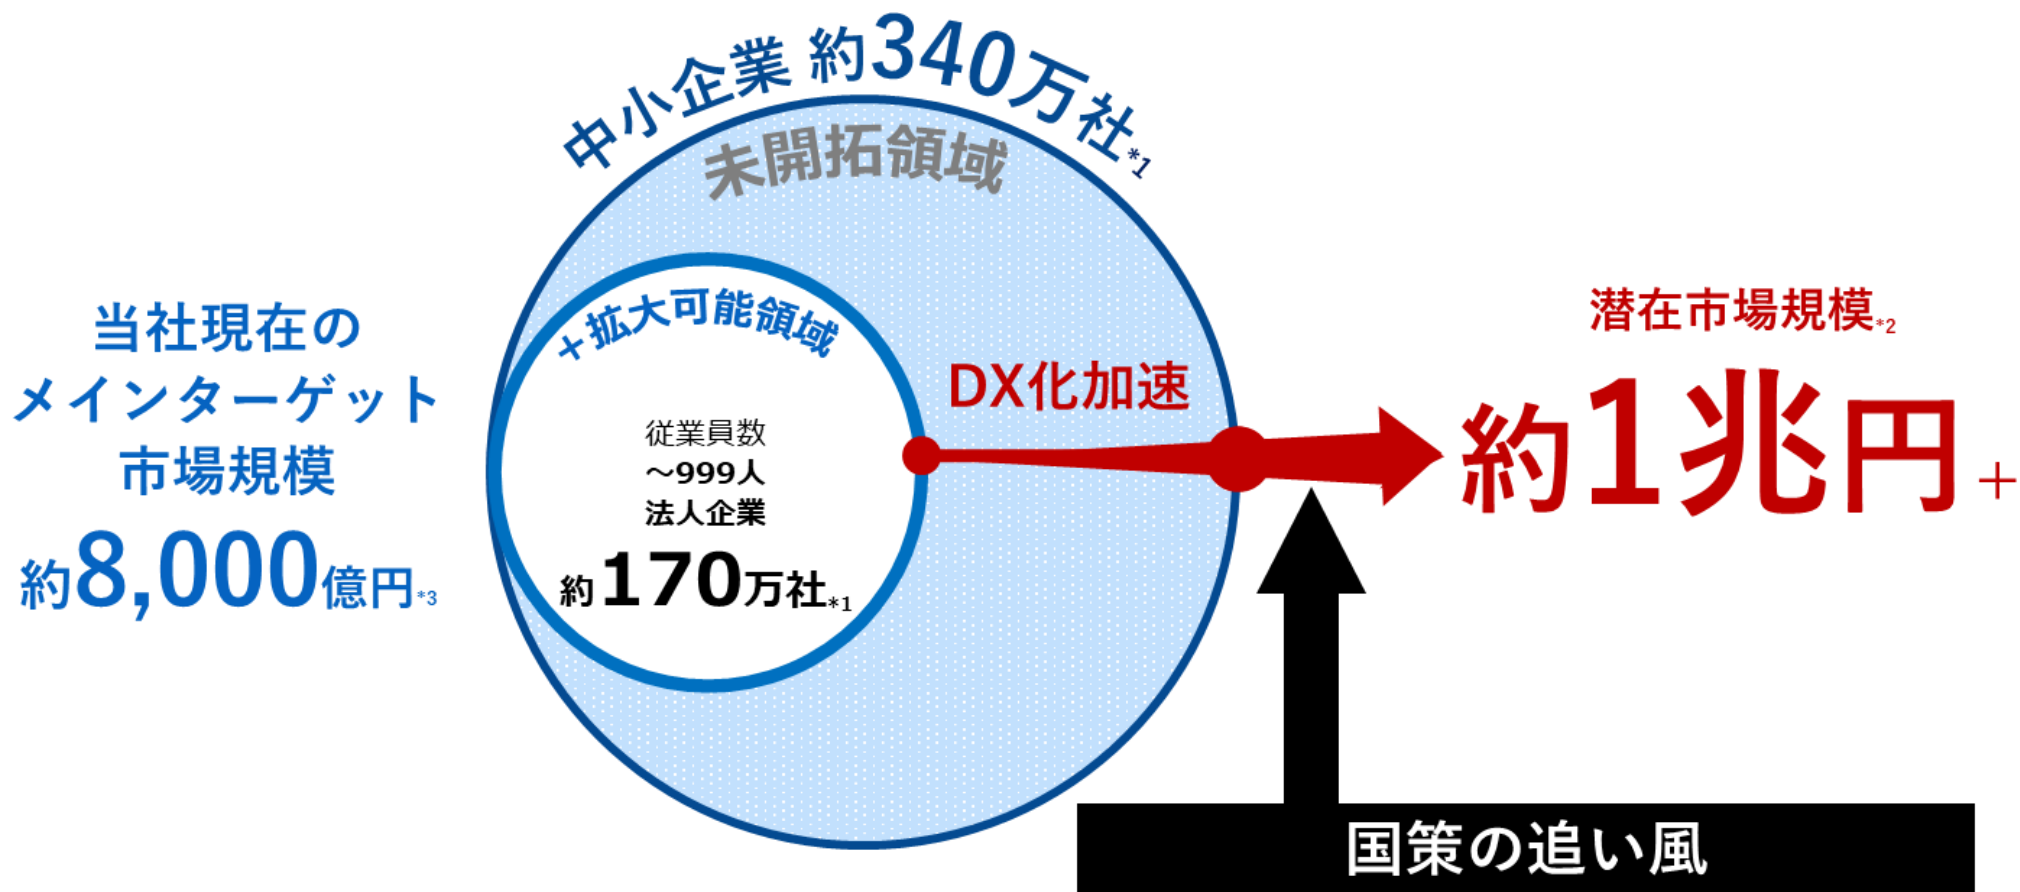 中小企業 約340万社*1
未開拓領域
当社現在の
メインターゲット
市場規模
約8,000億円*3
＋拡大可能領域
従業員数
～999人
法人企業
約170万社*1
DX化加速
潜在市場規模*2
約1兆円＋
国策の追い風